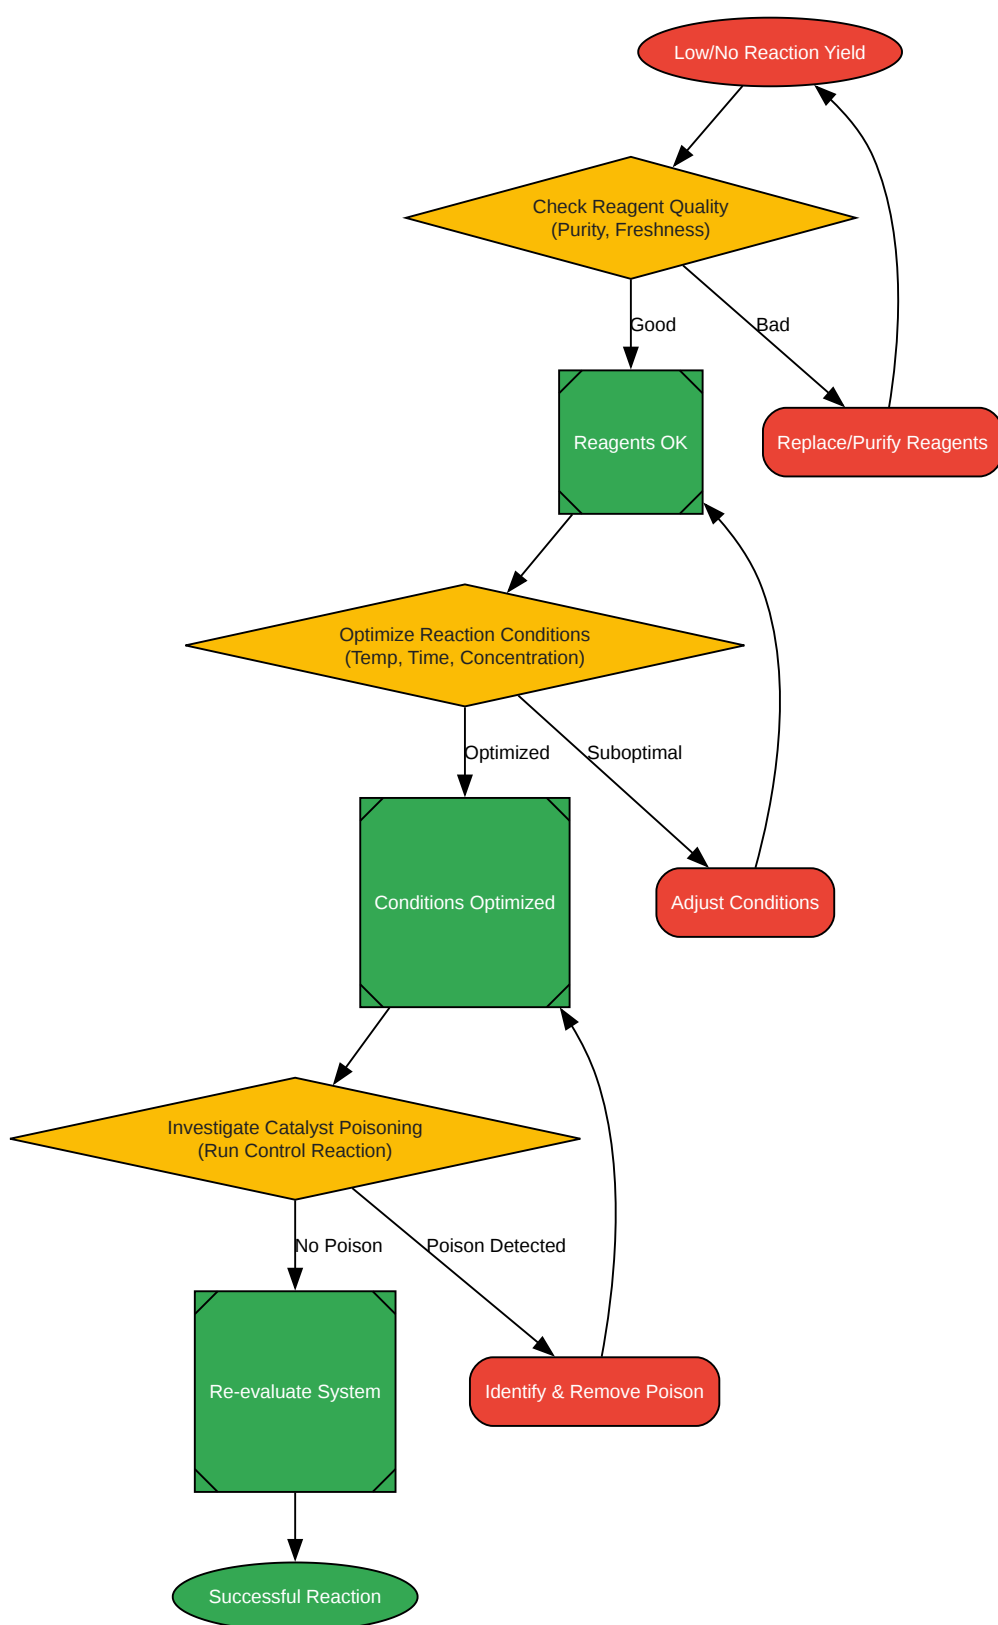 Low/No Reaction Yield
Check Reagent Quality
(Purity, Freshness)
Good
Bad
Reagents OK
Replace/Purify Reagents
Optimize Reaction Conditions
(Temp, Time, Concentration)
Optimized
Suboptimal
Conditions Optimized
Adjust Conditions
Investigate Catalyst Poisoning
(Run Control Reaction)
No Poison
Poison Detected
Re-evaluate System
Identify & Remove Poison
Successful Reaction